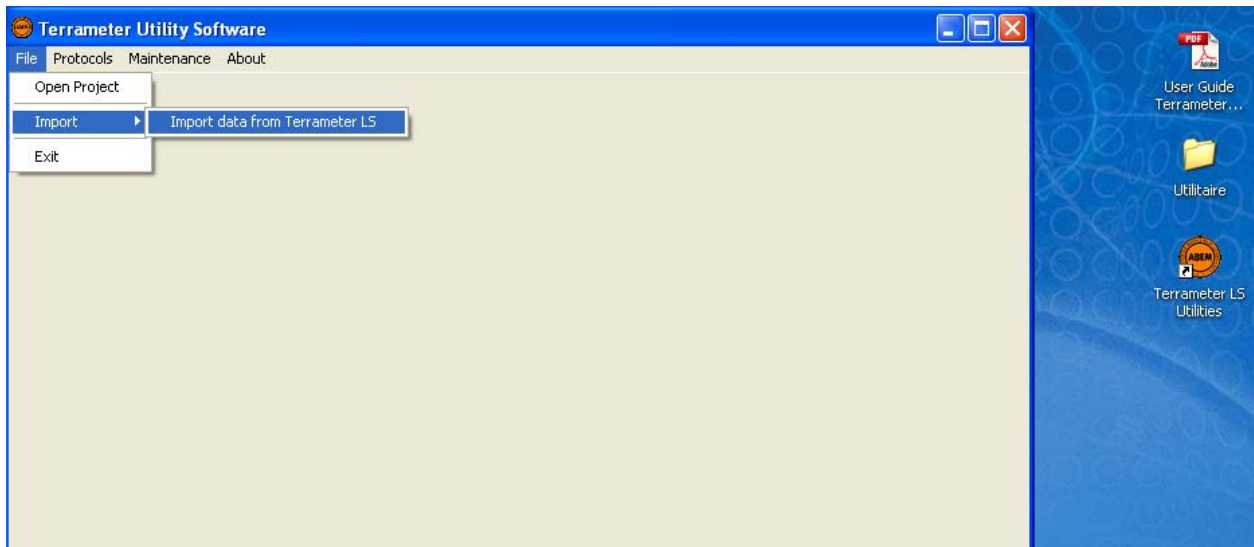 Terrameter Utility Software
File Protocols Maintenance About
Open Project
Import
Import data from Terrameter LS
Exit
PDF
Adobe
User Guide
Terrameter...
Utilitaire
ABEM
Terrameter LS
Utilities